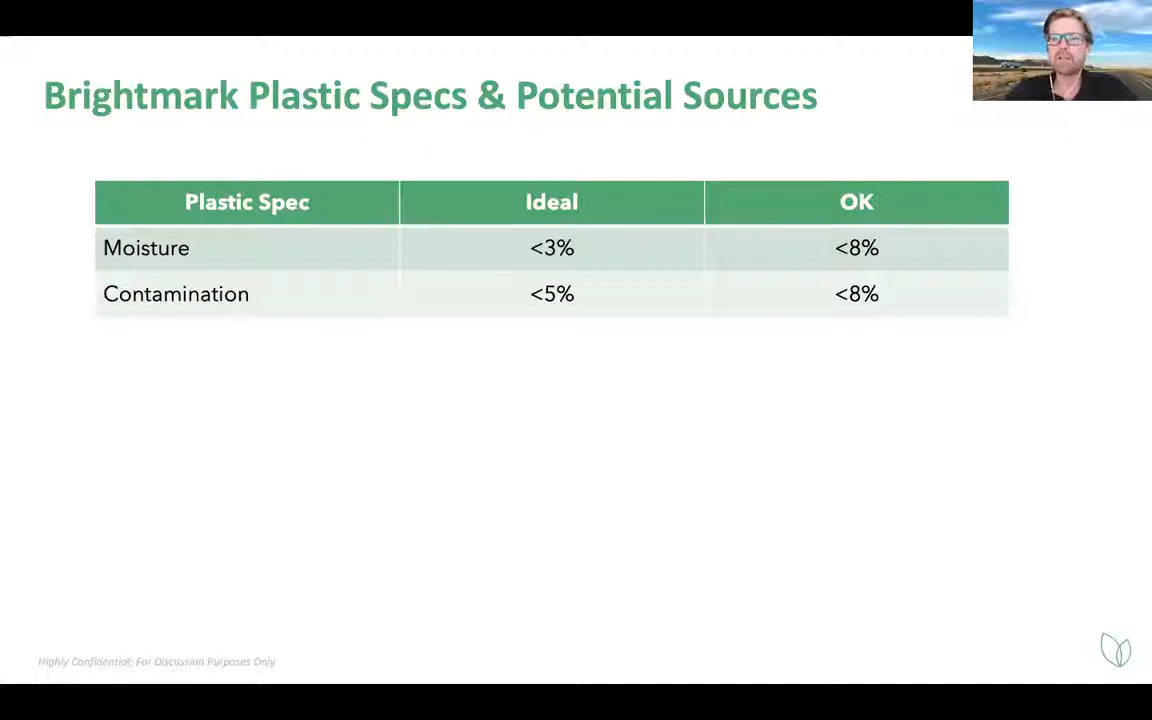 Brightmark Plastic Specs & Potential Sources
Plastic Spec Ideal OK
Moisture <3% <8%
Contamination <5% <8%
Highly Confidential; For Discussion Purposes Only